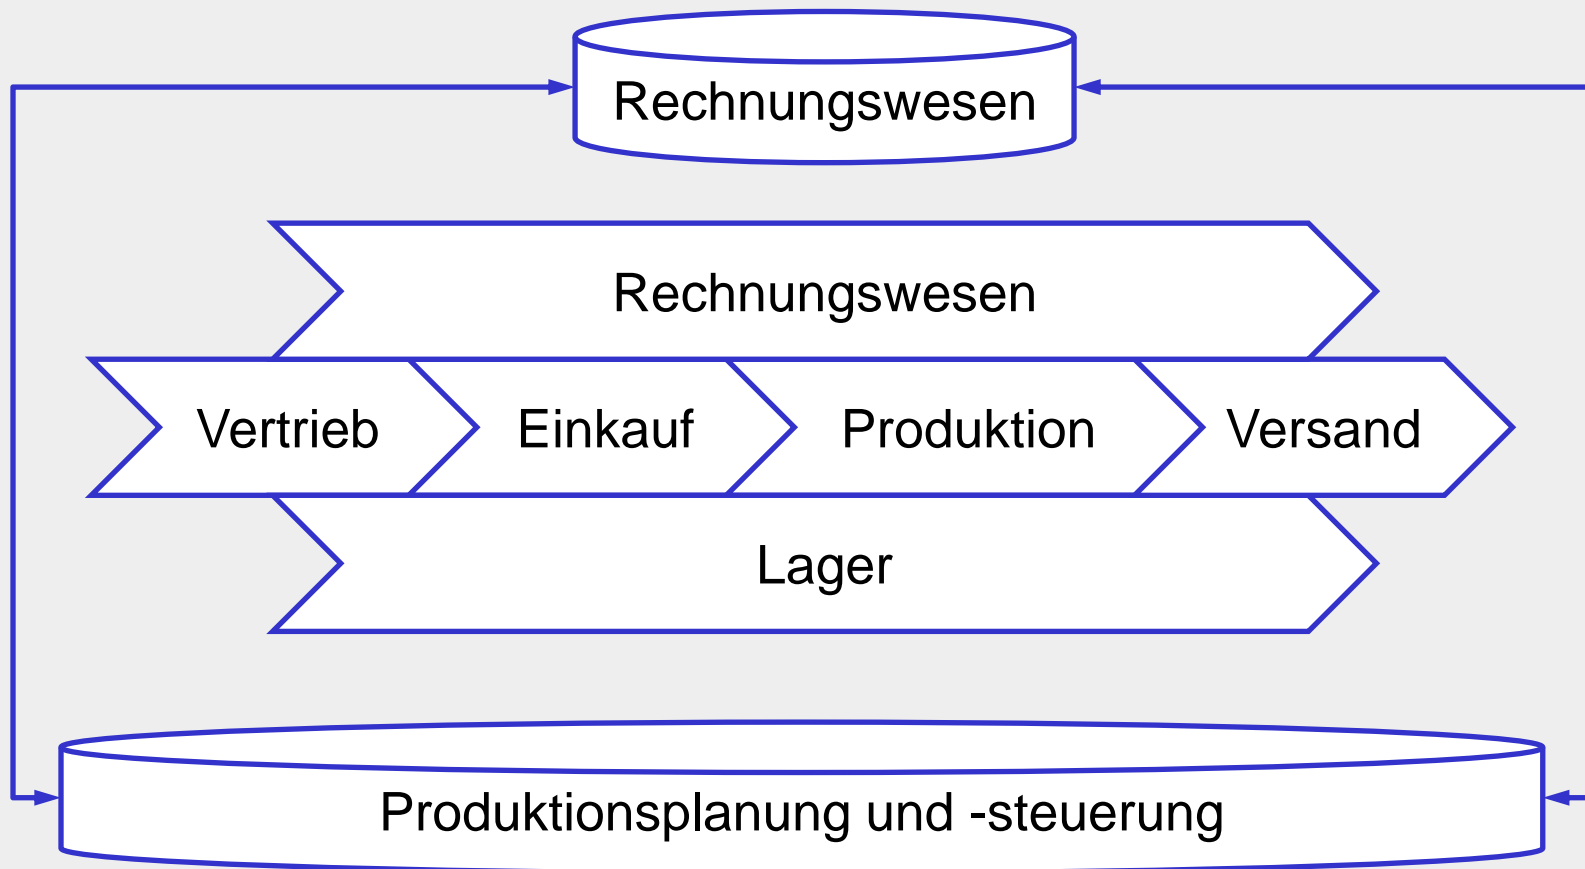 Rechnungswesen
Rechnungswesen
Vertrieb Einkauf Produktion Versand
Lager
Produktionsplanung und -steuerung